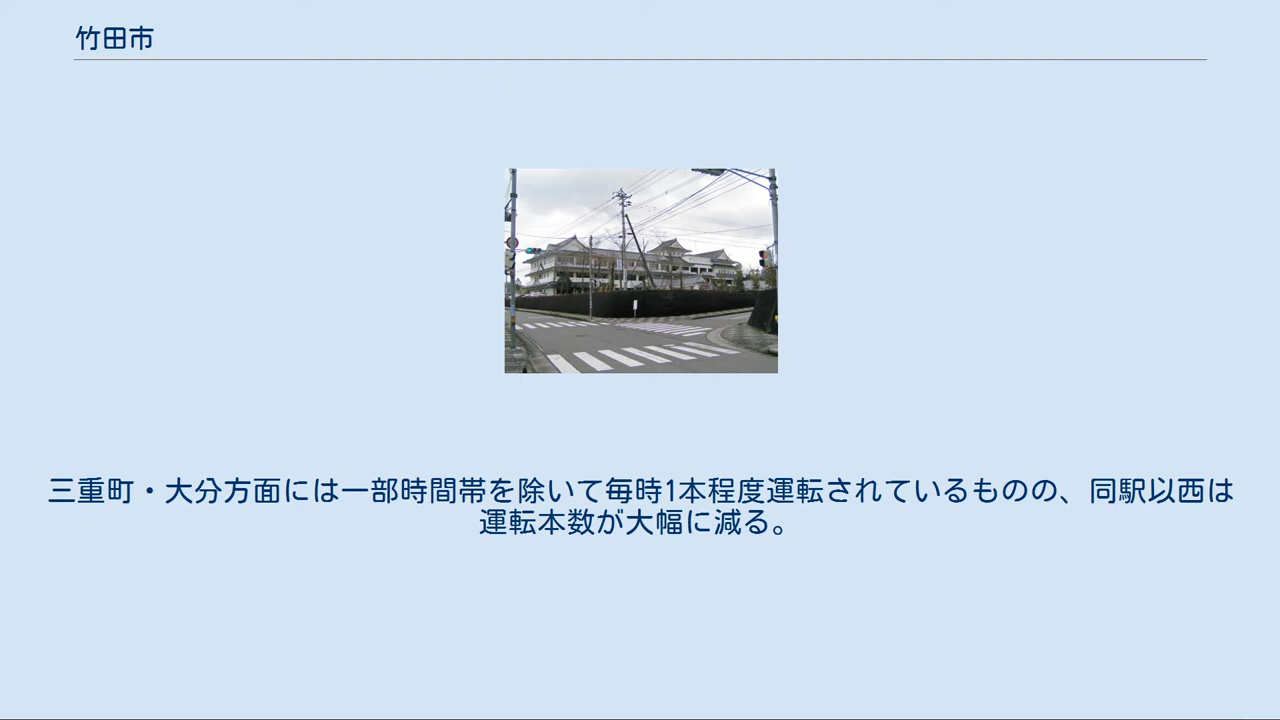 竹田市
三重町・大分方面には一部時間帯を除いて毎時1本程度運転されているものの、同駅以西は
運転本数が大幅に減る。